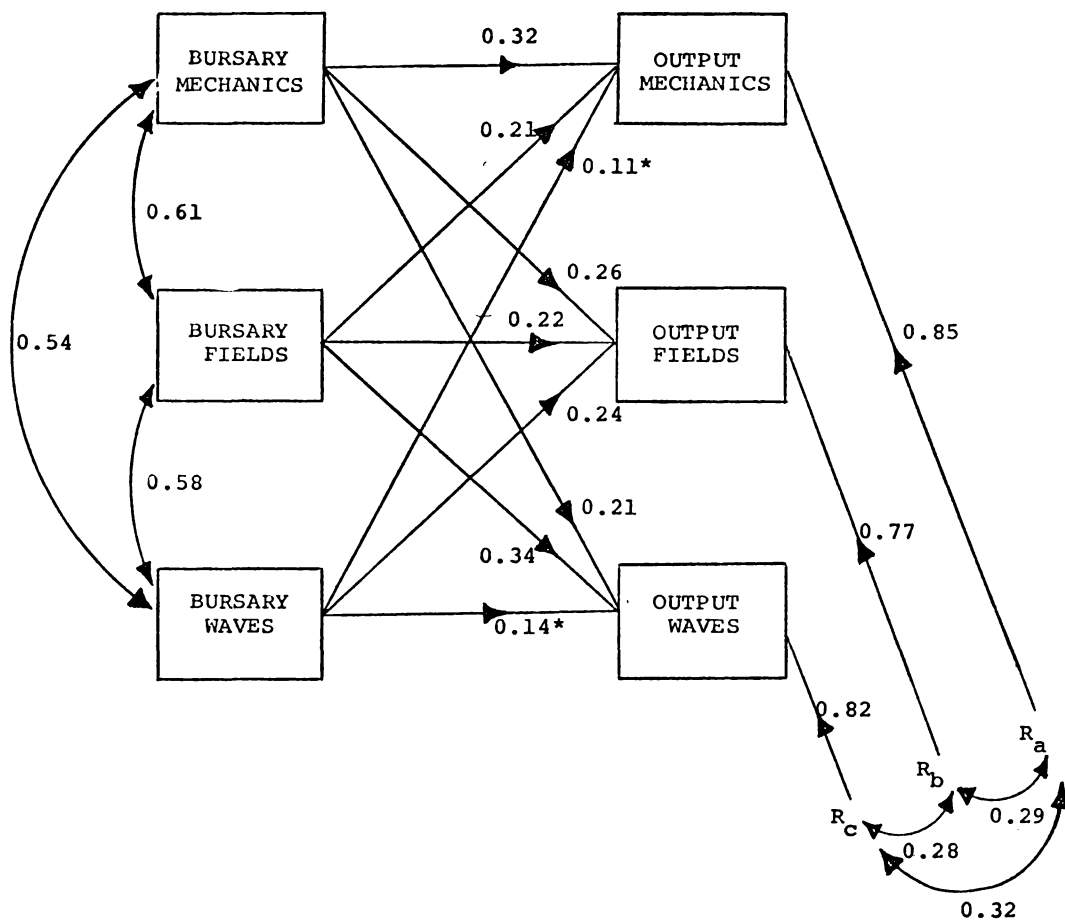 0.32
BURSARY
MECHANICS
OUTPUT
MECHANICS
0.21
0.11*
0.61
0.26
BURSARY
FIELDS
0.22
OUTPUT
FIELDS
0.85
0.54
0.24
0.58
0.21
0.34
0.77
BURSARY
WAVES
OUTPUT
WAVES
0.14*
0.82
Ra
Rb
Rc
0.29
0.28
0.32